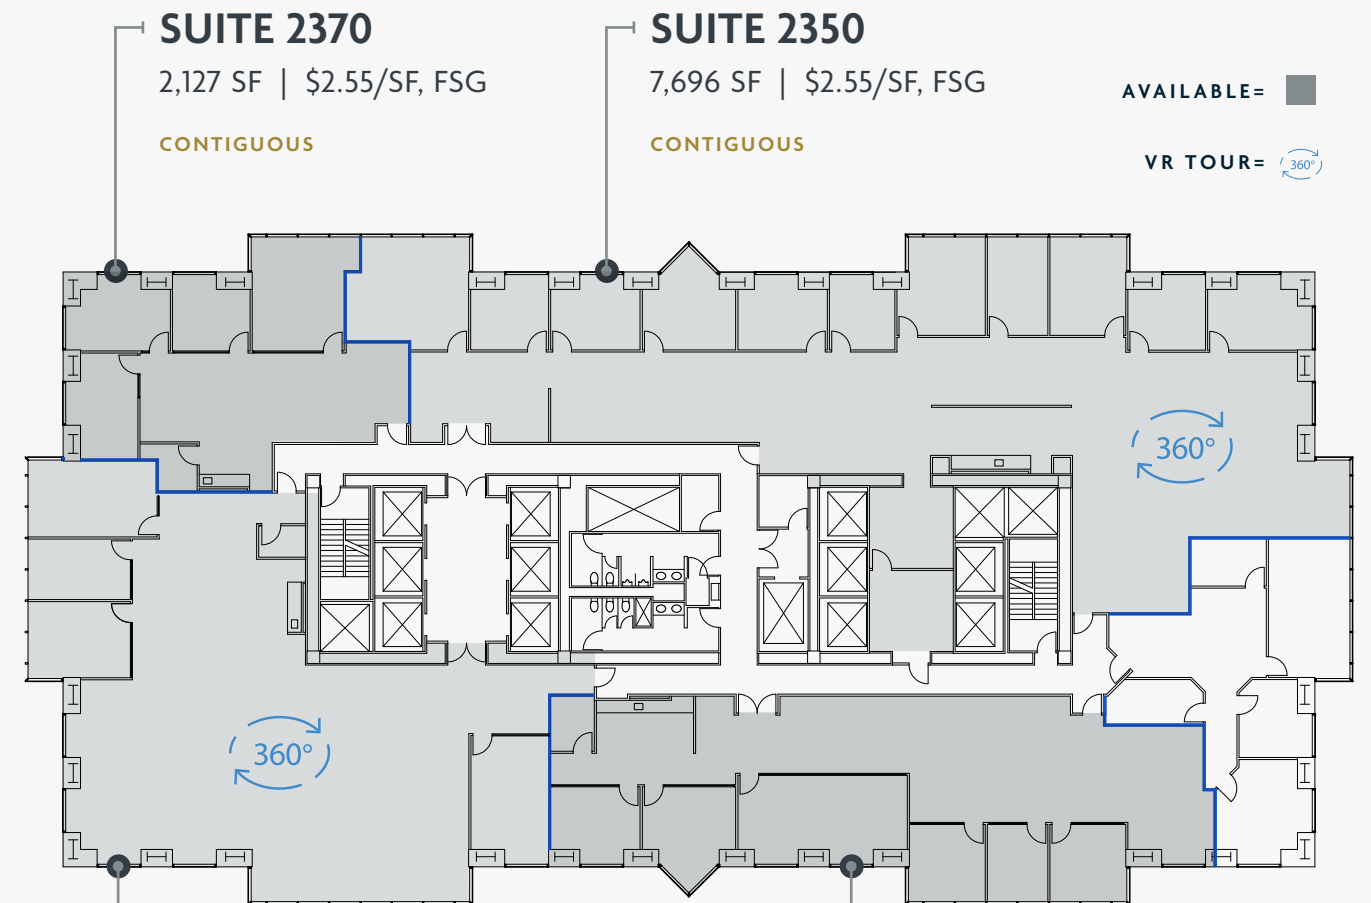 SUITE 2370
2,127 SF | $2.55/SF, FSG
CONTIGUOUS
SUITE 2350
7,696 SF | $2.55/SF, FSG
CONTIGUOUS
AVAILABLE=
VR TOUR=
360°
360°
360°